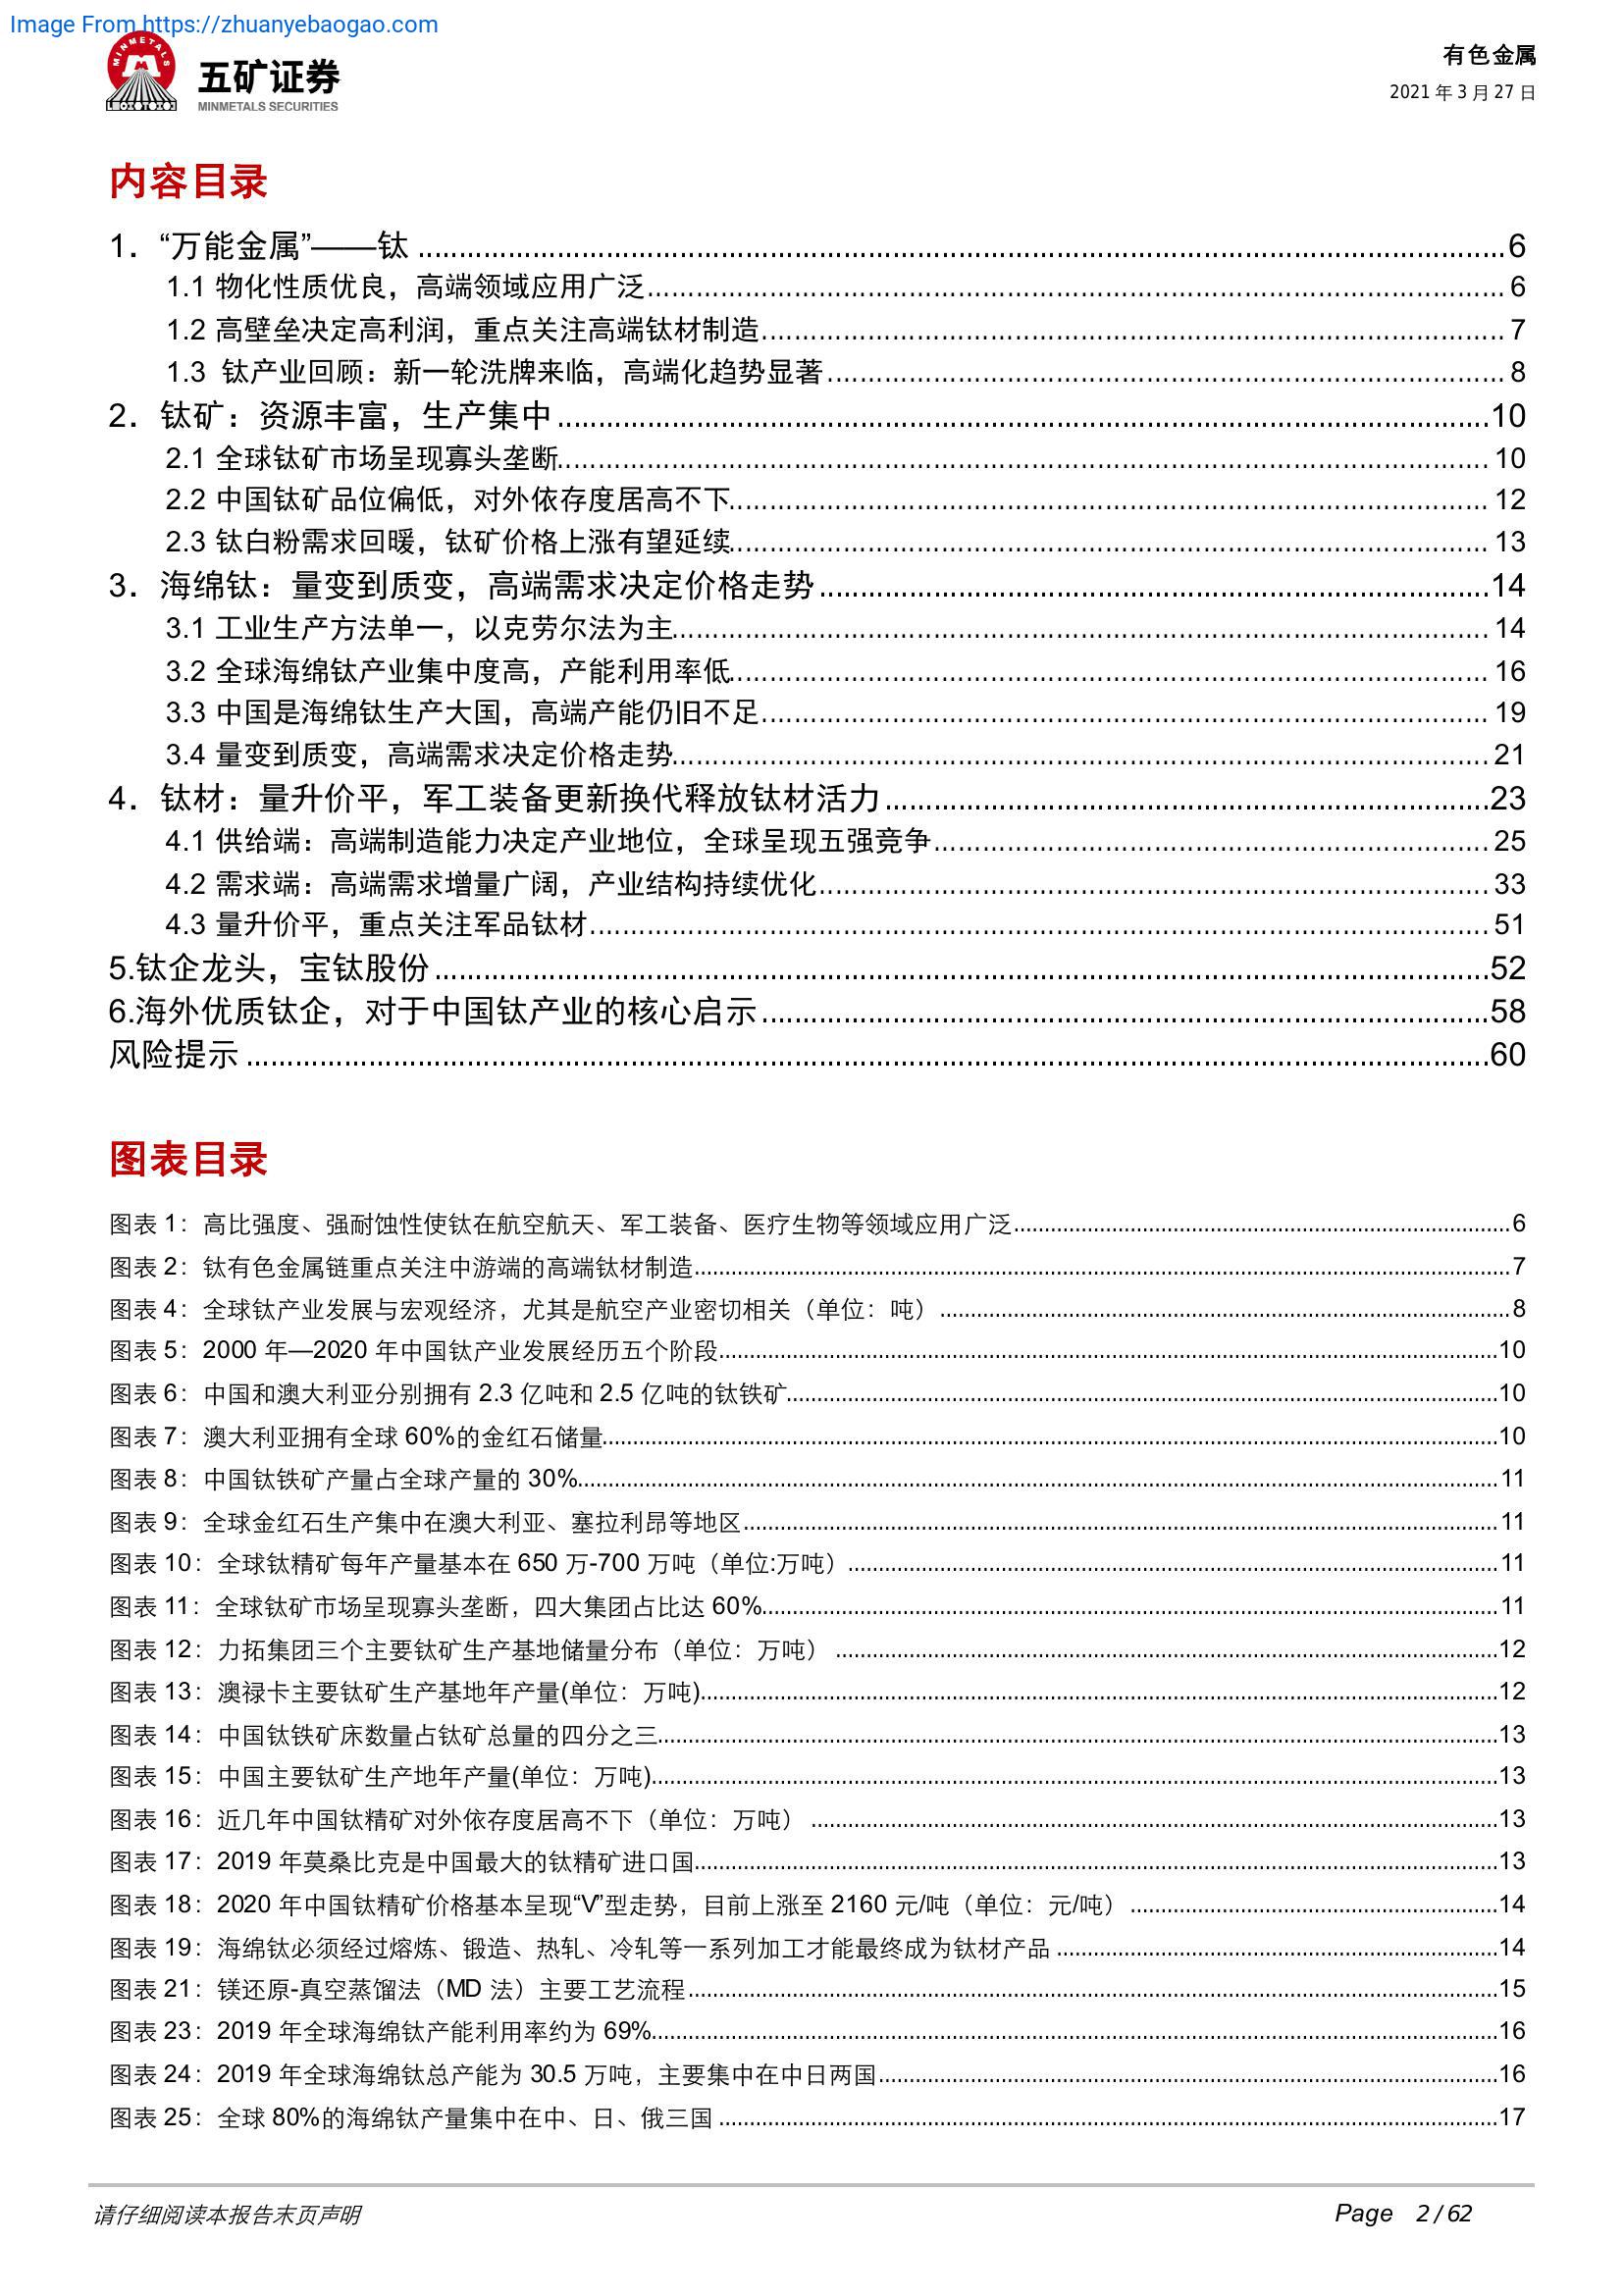 Image From https://zhuanyebaogao.com
MINMETALS
五矿证券
MINMETALS SECURITIES
有色金属
2021 年 3 月 27 日
内容目录
1. “万能金属”——钛 6
1.1 物化性质优良，高端领域应用广泛 6
1.2 高壁垒决定高利润，重点关注高端钛材制造 7
1.3 钛产业回顾：新一轮洗牌来临，高端化趋势显著 8
2. 钛矿：资源丰富，生产集中 10
2.1 全球钛矿市场呈现寡头垄断 10
2.2 中国钛矿品位偏低，对外依存度居高不下 12
2.3 钛白粉需求回暖，钛矿价格上涨有望延续 13
3. 海绵钛：量变到质变，高端需求决定价格走势 14
3.1 工业生产方法单一，以克劳尔法为主 14
3.2 全球海绵钛产业集中度高，产能利用率低 16
3.3 中国是海绵钛生产大国，高端产能仍旧不足 19
3.4 量变到质变，高端需求决定价格走势 21
4. 钛材：量升价平，军工装备更新换代释放钛材活力 23
4.1 供给端：高端制造能力决定产业地位，全球呈现五强竞争 25
4.2 需求端：高端需求增量广阔，产业结构持续优化 33
4.3 量升价平，重点关注军品钛材 51
5.钛企龙头，宝钛股份 52
6.海外优质钛企，对于中国钛产业的核心启示 58
风险提示 60
图表目录
图表 1：高比强度、强耐蚀性使钛在航空航天、军工装备、医疗生物等领域应用广泛 6
图表 2：钛有色金属链重点关注中游端的高端钛材制造 7
图表 4：全球钛产业发展与宏观经济，尤其是航空产业密切相关（单位：吨） 8
图表 5：2000 年—2020 年中国钛产业发展经历五个阶段 10
图表 6：中国和澳大利亚分别拥有 2.3 亿吨和 2.5 亿吨的钛铁矿 10
图表 7：澳大利亚拥有全球 60%的金红石储量 10
图表 8：中国钛铁矿产量占全球产量的 30% 11
图表 9：全球金红石生产集中在澳大利亚、塞拉利昂等地区 11
图表 10：全球钛精矿每年产量基本在 650 万-700 万吨（单位:万吨） 11
图表 11：全球钛矿市场呈现寡头垄断，四大集团占比达 60% 11
图表 12：力拓集团三个主要钛矿生产基地储量分布（单位：万吨） 12
图表 13：澳禄卡主要钛矿生产基地年产量(单位：万吨) 12
图表 14：中国钛铁矿床数量占钛矿总量的四分之三 13
图表 15：中国主要钛矿生产地年产量(单位：万吨) 13
图表 16：近几年中国钛精矿对外依存度居高不下（单位：万吨） 13
图表 17：2019 年莫桑比克是中国最大的钛精矿进口国 13
图表 18：2020 年中国钛精矿价格基本呈现“V”型走势，目前上涨至 2160 元/吨（单位：元/吨） 14
图表 19：海绵钛必须经过熔炼、锻造、热轧、冷轧等一系列加工才能最终成为钛材产品 14
图表 21：镁还原-真空蒸馏法（MD 法）主要工艺流程 15
图表 23：2019 年全球海绵钛产能利用率约为 69% 16
图表 24：2019 年全球海绵钛总产能为 30.5 万吨，主要集中在中日两国 16
图表 25：全球 80%的海绵钛产量集中在中、日、俄三国 17
请仔细阅读本报告末页声明
Page 2 / 62